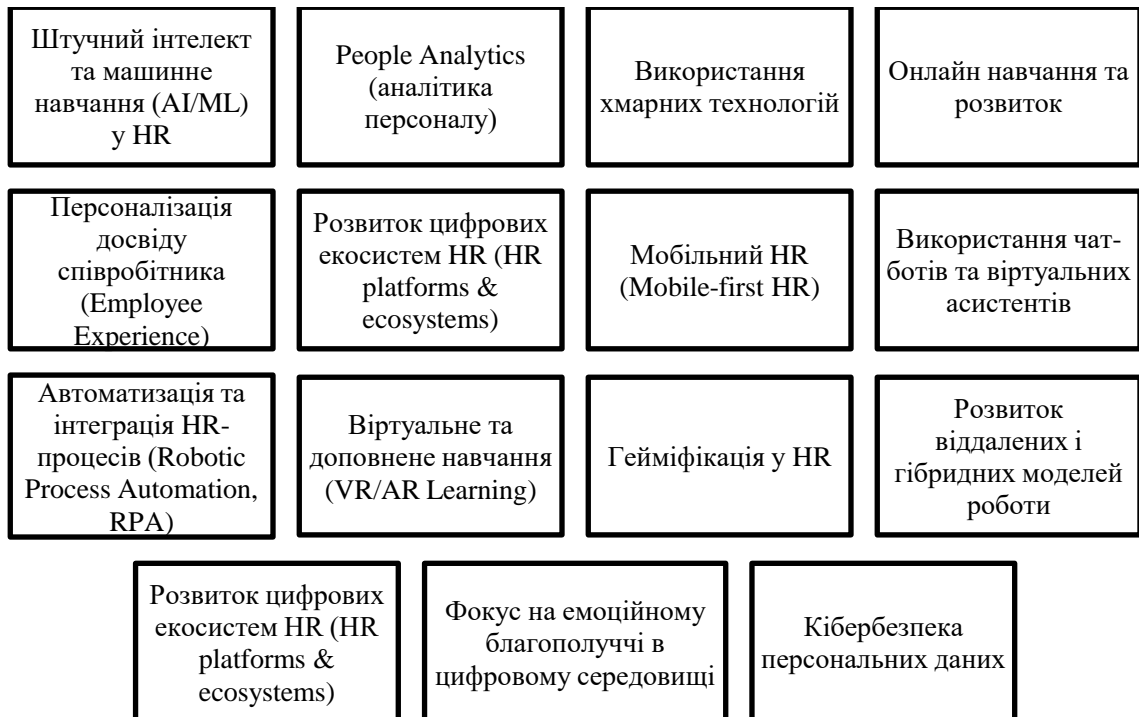 Штучний інтелект
та машинне
навчання (AI/ML)
у HR
People Analytics
(аналітика
персоналу)
Використання
хмарних технологій
Онлайн навчання та
розвиток
Персоналізація
досвіду
співробітника
(Employee
Experience)
Розвиток цифрових
екосистем HR (HR
platforms &
ecosystems)
Мобільний HR
(Mobile-first HR)
Використання чат-
ботів та віртуальних
асистентів
Автоматизація та
інтеграція HR-
процесів (Robotic
Process Automation,
RPA)
Віртуальне та
доповнене навчання
(VR/AR Learning)
Гейміфікація у HR
Розвиток
віддалених і
гібридних моделей
роботи
Розвиток цифрових
екосистем HR (HR
platforms &
ecosystems)
Фокус на емоційному
благополуччі в
цифровому середовищі
Кібербезпека
персональних даних